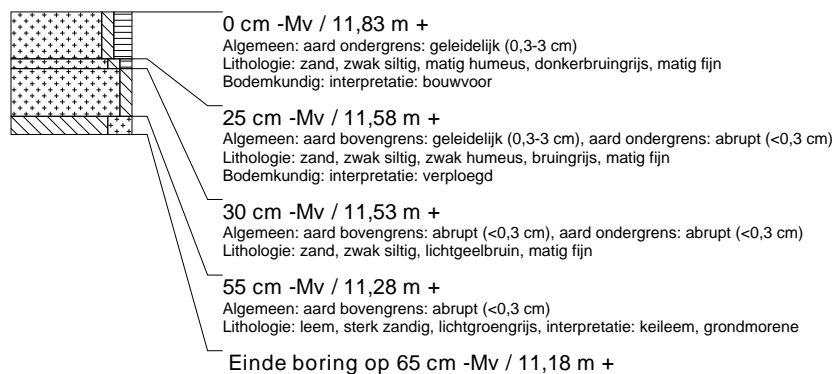 0 cm -Mv / 11,83 m +
Algemeen: aard ondergrens: geleidelijk (0,3-3 cm)
Lithologie: zand, zwak siltig, matig humeus, donkerbruingrijs, matig fijn
Bodemkundig: interpretatie: bouwvoor
25 cm -Mv / 11,58 m +
Algemeen: aard bovengrens: geleidelijk (0,3-3 cm), aard ondergrens: abrupt (<0,3 cm)
Lithologie: zand, zwak siltig, zwak humeus, bruingrijs, matig fijn
Bodemkundig: interpretatie: verploegd
30 cm -Mv / 11,53 m +
Algemeen: aard bovengrens: abrupt (<0,3 cm), aard ondergrens: abrupt (<0,3 cm)
Lithologie: zand, zwak siltig, lichtgeelbruin, matig fijn
55 cm -Mv / 11,28 m +
Algemeen: aard bovengrens: abrupt (<0,3 cm)
Lithologie: leem, sterk zandig, lichtgroengrijs, interpretatie: keileem, grondmorene
Einde boring op 65 cm -Mv / 11,18 m +